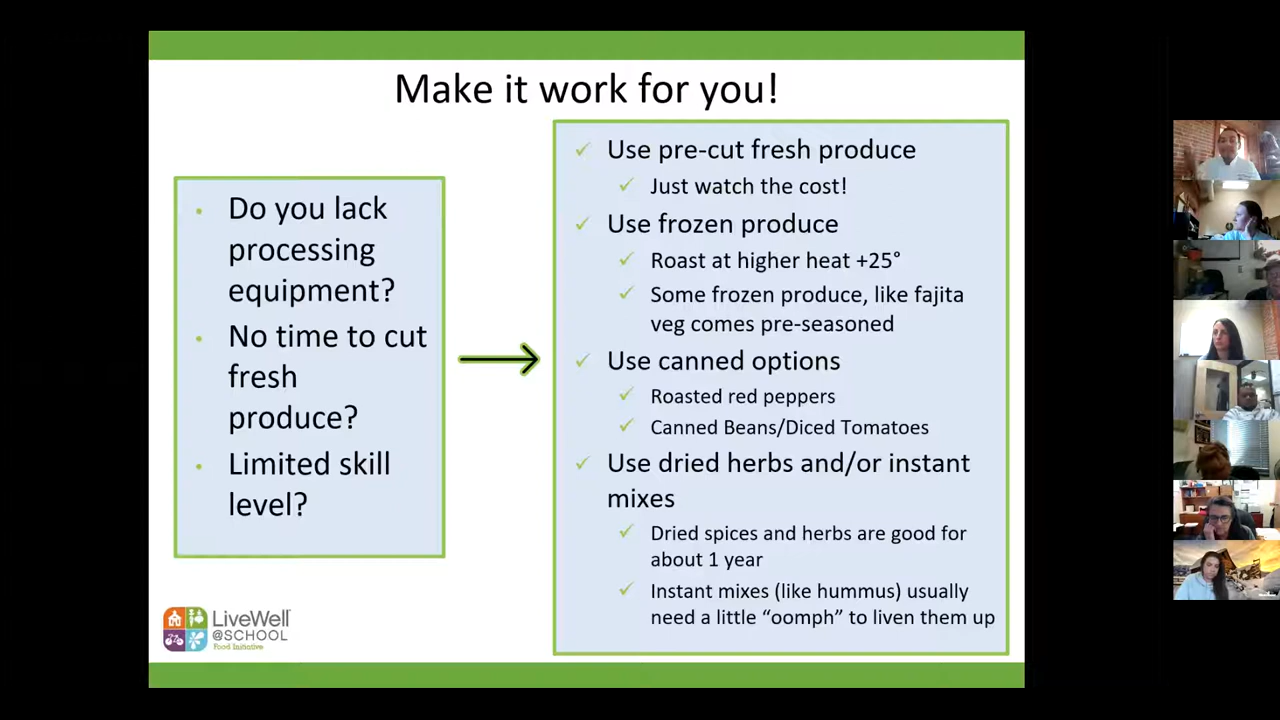 Make it work for you!
Do you lack
processing
equipment?
No time to cut
fresh
produce?
Limited skill
level?
Use pre-cut fresh produce
Just watch the cost!
Use frozen produce
Roast at higher heat +25°
Some frozen produce, like fajita
veg comes pre-seasoned
Use canned options
Roasted red peppers
Canned Beans/Diced Tomatoes
Use dried herbs and/or instant
mixes
Dried spices and herbs are good for
about 1 year
Instant mixes (like hummus) usually
need a little “oomph” to liven them up
LiveWell
@SCHOOL
Food Initiative